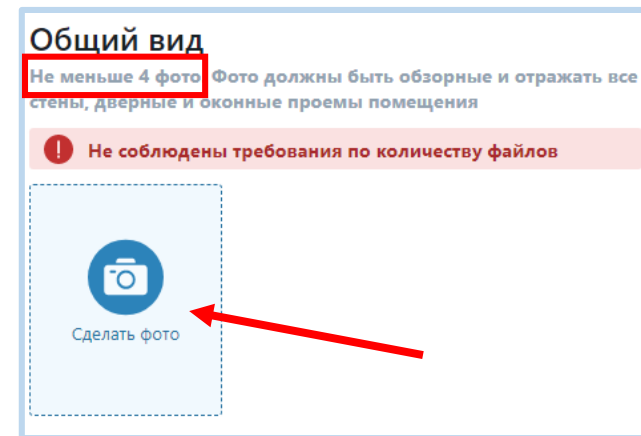 Общий вид
Не меньше 4 фото. Фото должны быть обзорные и отражать все
стены, дверные и оконные проемы помещения
Не соблюдены требования по количеству файлов
Сделать фото